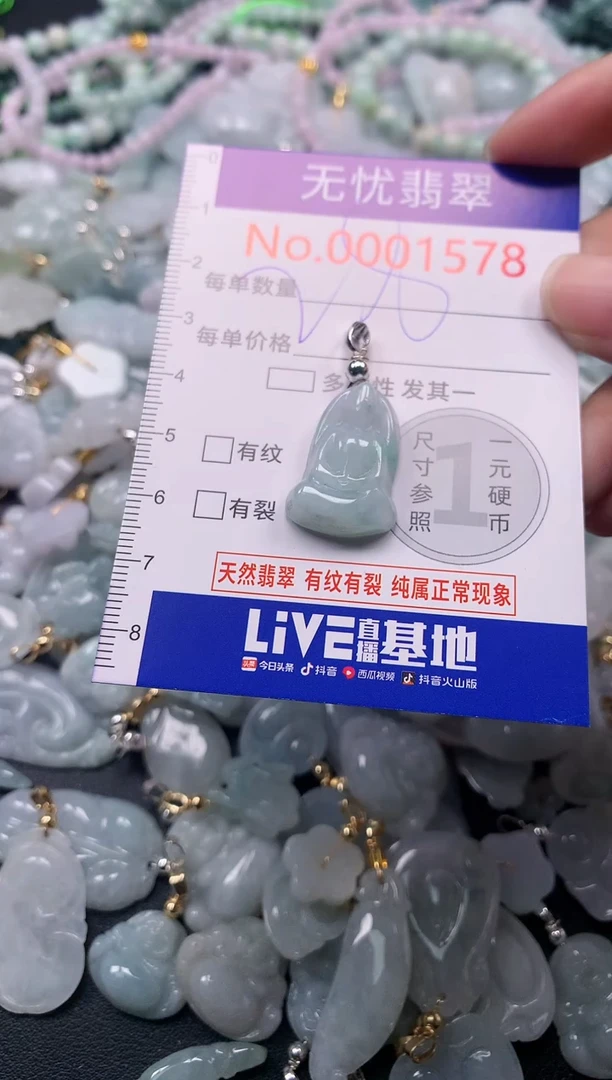 无忧翡翠
No.0001578
每单数量
每单价格
多 性发其一
有纹
有裂
尺寸参照
1
一元硬币
天然翡翠 有纹有裂 纯属正常现象
LiVE直播基地
头条 今日头条 抖音 西瓜视频 抖音火山版
0
1
2
3
4
5
6
7
8